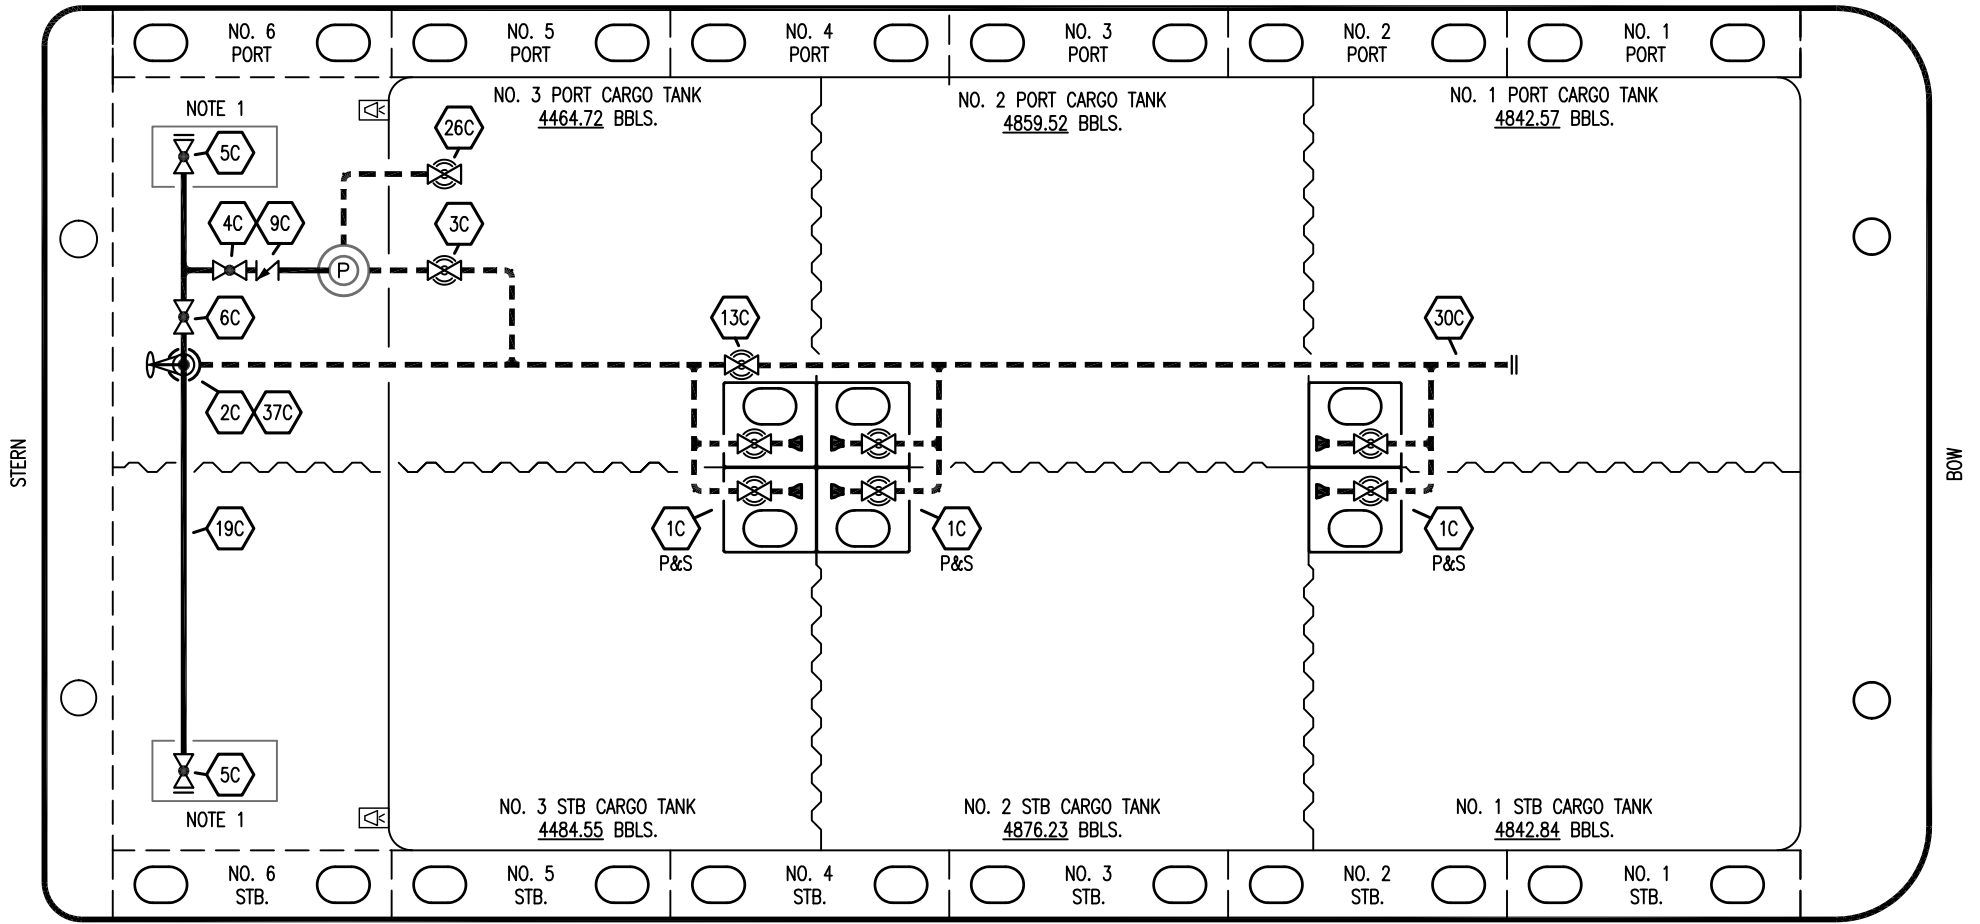 NO. 6
PORT
NO. 5
PORT
NO. 4
PORT
NO. 3
PORT
NO. 2
PORT
NO. 1
PORT
NO. 3 PORT CARGO TANK
4464.72 BBLS.
NO. 2 PORT CARGO TANK
4859.52 BBLS.
NO. 1 PORT CARGO TANK
4842.57 BBLS.
NOTE 1
5C
26C
4C
9C
3C
P
6C
13C
30C
2C
37C
STERN
BOW
19C
1C
P&S
1C
P&S
1C
P&S
5C
NOTE 1
NO. 3 STB CARGO TANK
4484.55 BBLS.
NO. 2 STB CARGO TANK
4876.23 BBLS.
NO. 1 STB CARGO TANK
4842.84 BBLS.
NO. 6
STB.
NO. 5
STB.
NO. 4
STB.
NO. 3
STB.
NO. 2
STB.
NO. 1
STB.